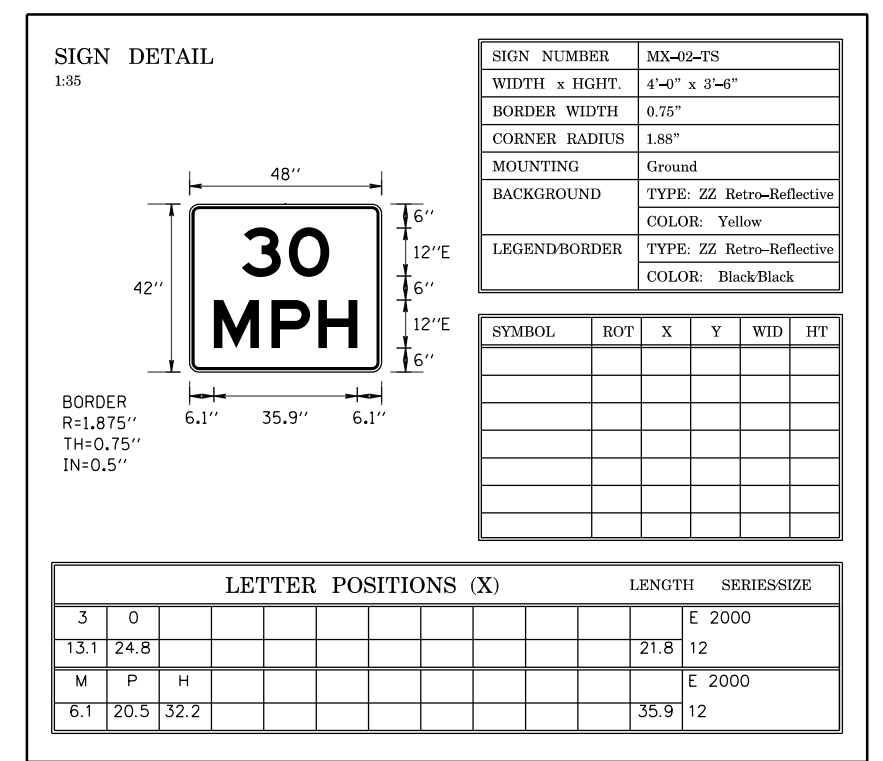 SIGN DETAIL
1:35
SIGN NUMBER MX-02-TS
WIDTH x HGHT. 4'-0" x 3'-6"
BORDER WIDTH 0.75"
CORNER RADIUS 1.88"
MOUNTING Ground
BACKGROUND TYPE: ZZ Retro-Reflective
COLOR: Yellow
LEGEND/BORDER TYPE: ZZ Retro-Reflective
COLOR: Black/Black
48''
42''
30
MPH
6''
12''E
6''
12''E
6''
6.1'' 35.9'' 6.1''
BORDER
R=1.875''
TH=0.75''
IN=0.5''
SYMBOL ROT X Y WID HT
LETTER POSITIONS (X) LENGTH SERIES/SIZE
3 0 E 2000
13.1 24.8 21.8 12
M P H E 2000
6.1 20.5 32.2 35.9 12